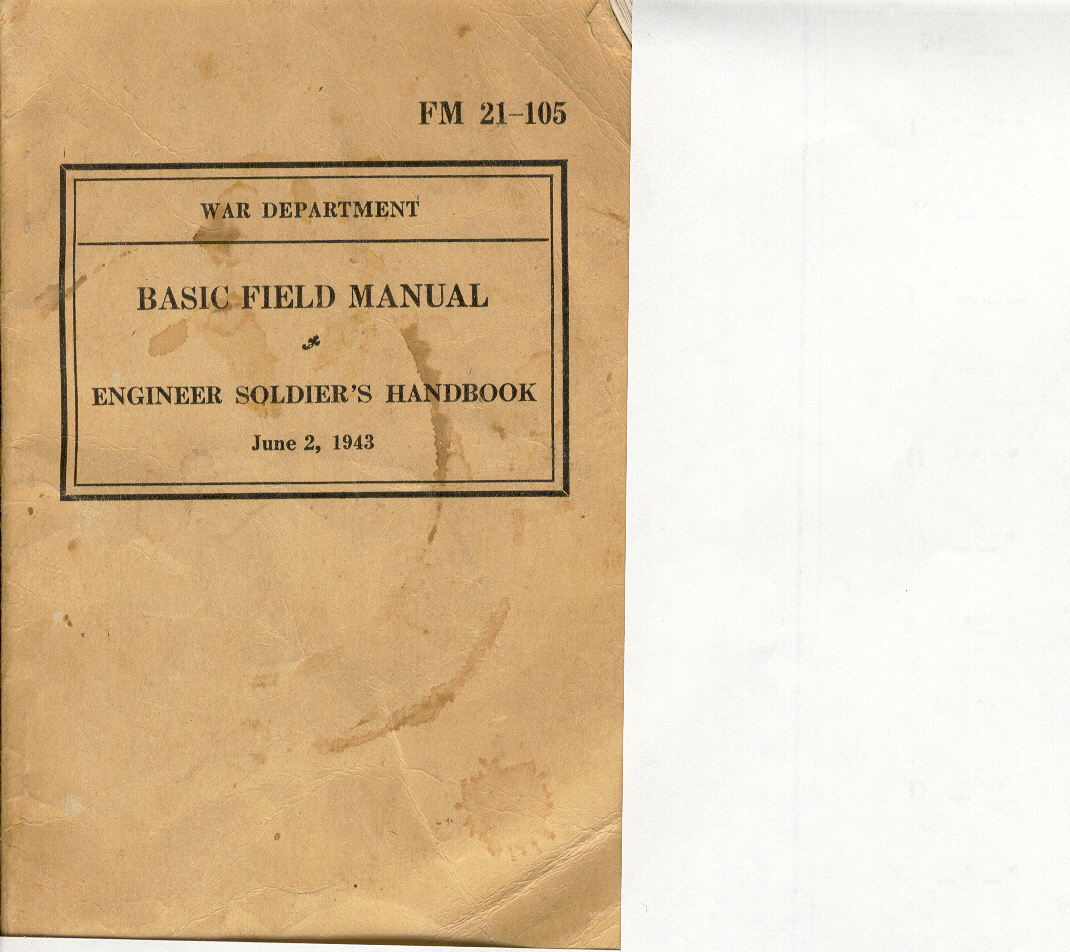 FM 21-105
WAR DEPARTMENT
BASIC FIELD MANUAL
ENGINEER SOLDIER'S HANDBOOK
June 2, 1943